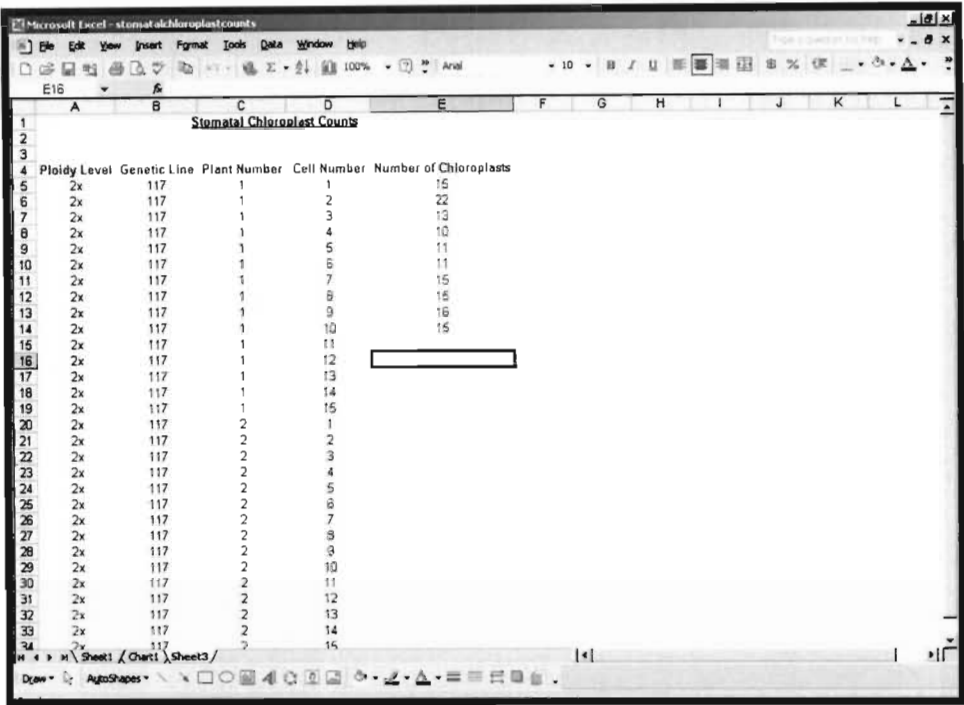 Microsoft Excel - stomatalchloroplastcounts
File Edit View Insert Format Tools Data Window Help
100% Arial 10 B I U $ %
E16 fx
A B C D E F G H I J K L
1 Stomatal Chloroplast Counts
2
3
4 Ploidy Level Genetic Line Plant Number Cell Number Number of Chloroplasts
5 2x 117 1 1 15
6 2x 117 1 2 22
7 2x 117 1 3 13
8 2x 117 1 4 10
9 2x 117 1 5 11
10 2x 117 1 6 11
11 2x 117 1 7 15
12 2x 117 1 8 15
13 2x 117 1 9 16
14 2x 117 1 10 15
15 2x 117 1 11
16 2x 117 1 12
17 2x 117 1 13
18 2x 117 1 14
19 2x 117 1 15
20 2x 117 2 1
21 2x 117 2 2
22 2x 117 2 3
23 2x 117 2 4
24 2x 117 2 5
25 2x 117 2 6
26 2x 117 2 7
27 2x 117 2 8
28 2x 117 2 9
29 2x 117 2 10
30 2x 117 2 11
31 2x 117 2 12
32 2x 117 2 13
33 2x 117 2 14
34 2x 117 2 15
Sheet1 / Chart1 \ Sheet3 /
Draw AutoShapes